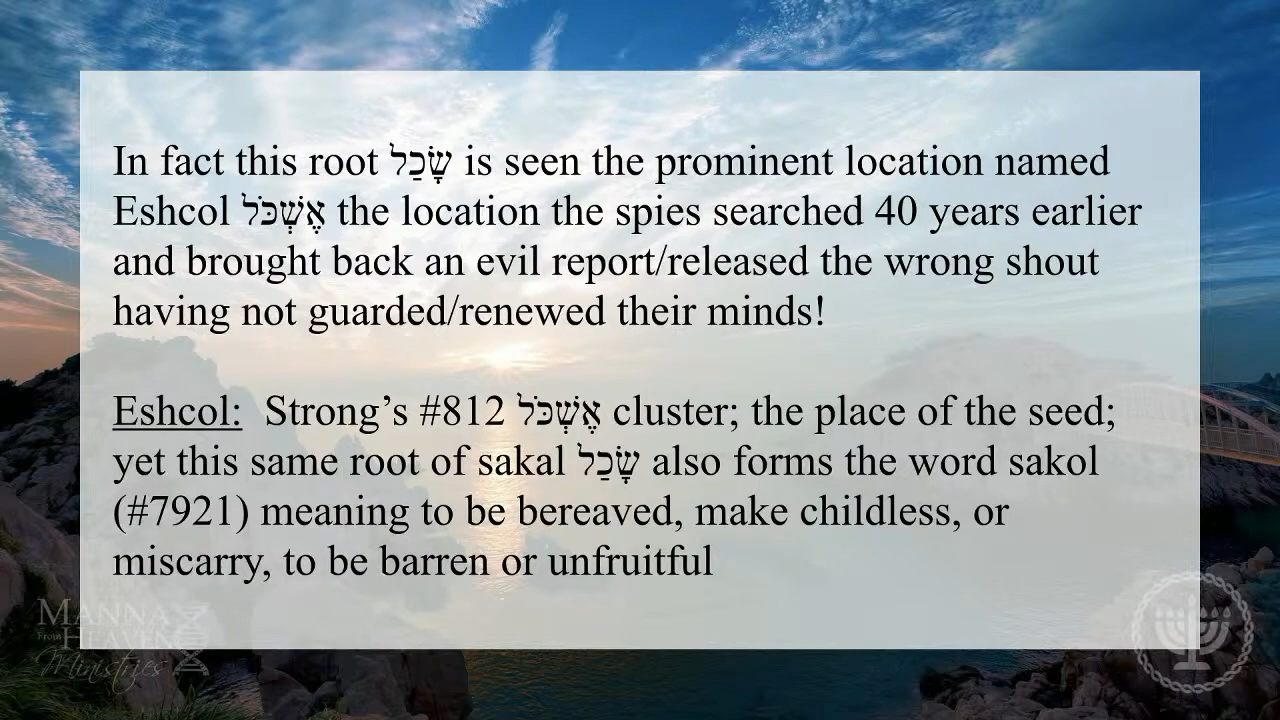 In fact this root שָׂכַל is seen the prominent location named
Eshcol אֶשְׁכֹּל the location the spies searched 40 years earlier
and brought back an evil report/released the wrong shout
having not guarded/renewed their minds!
Eshcol: Strong’s #812 אֶשְׁכֹּל cluster; the place of the seed;
yet this same root of sakal שָׂכַל also forms the word sakol
(#7921) meaning to be bereaved, make childless, or
miscarry, to be barren or unfruitful
MANNA
From HEAVEN
Ministries